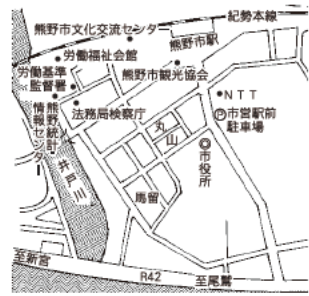 紀勢本線
熊野市文化交流センター
熊野市駅
労働福祉会館
労働基準
監督署
熊野市観光協会
熊野統計
情報センター
法務局検察庁
NTT
P市営駅前
駐車場
丸
山
市役所
井戸川
馬留
至新宮
R42
至尾鷲